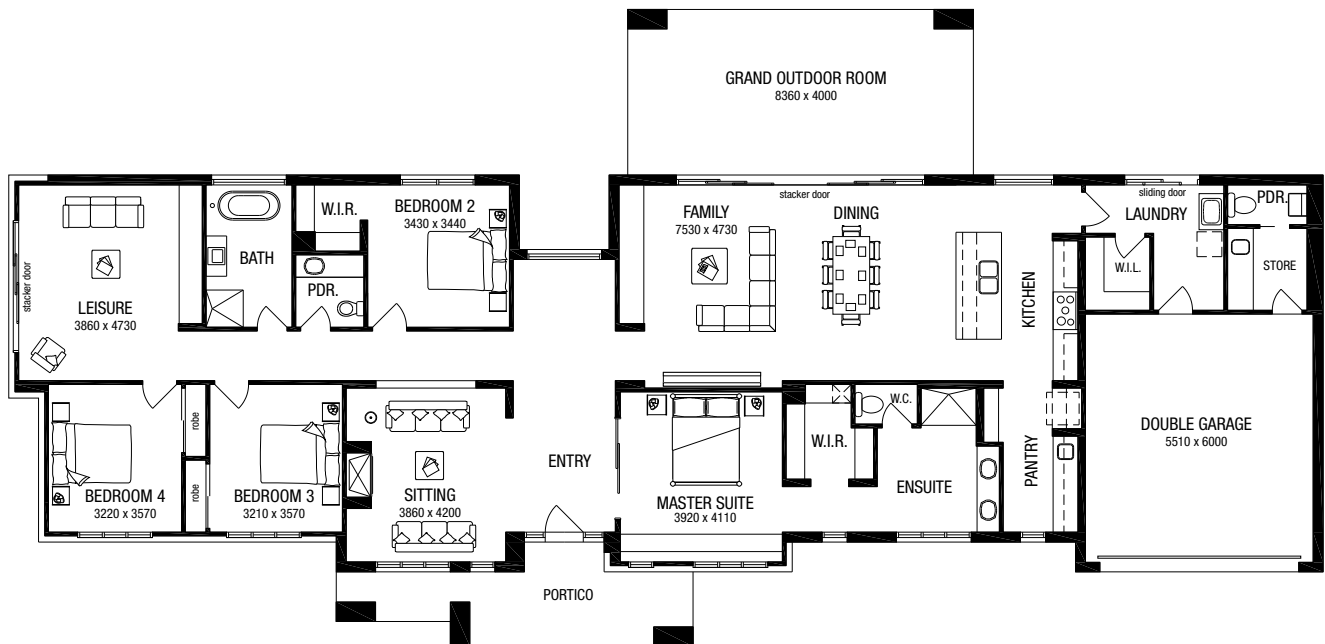 GRAND OUTDOOR ROOM
8360 x 4000
stacker door
sliding door
W.I.R.
BEDROOM 2
3430 x 3440
FAMILY
7530 x 4730
DINING
LAUNDRY
PDR.
BATH
stacker door
LEISURE
3860 x 4730
PDR.
KITCHEN
W.I.L.
STORE
robe
robe
BEDROOM 4
3220 x 3570
BEDROOM 3
3210 x 3570
SITTING
3860 x 4200
ENTRY
MASTER SUITE
3920 x 4110
W.I.R.
W.C.
ENSUITE
PANTRY
DOUBLE GARAGE
5510 x 6000
PORTICO